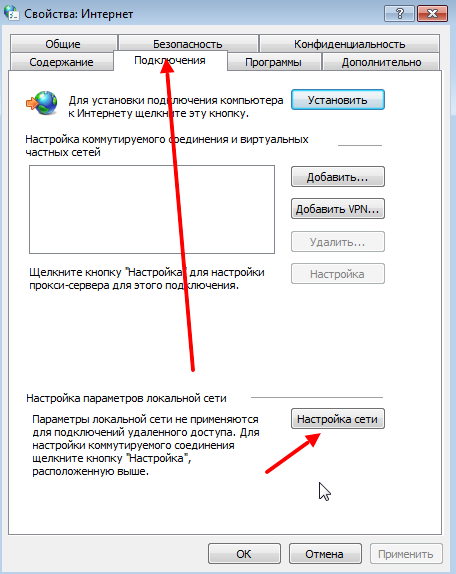 Свойства: Интернет
Общие Безопасность Конфиденциальность
Содержание Подключения Программы Дополнительно
Для установки подключения компьютера
к Интернету щелкните эту кнопку.
Установить
Настройка коммутируемого соединения и виртуальных
частных сетей
Добавить...
Добавить VPN...
Удалить...
Щелкните кнопку "Настройка" для настройки
прокси-сервера для этого подключения.
Настройка
Настройка параметров локальной сети
Параметры локальной сети не применяются
для подключений удаленного доступа. Для
настройки коммутируемого соединения
щелкните кнопку "Настройка",
расположенную выше.
Настройка сети
ОК Отмена Применить